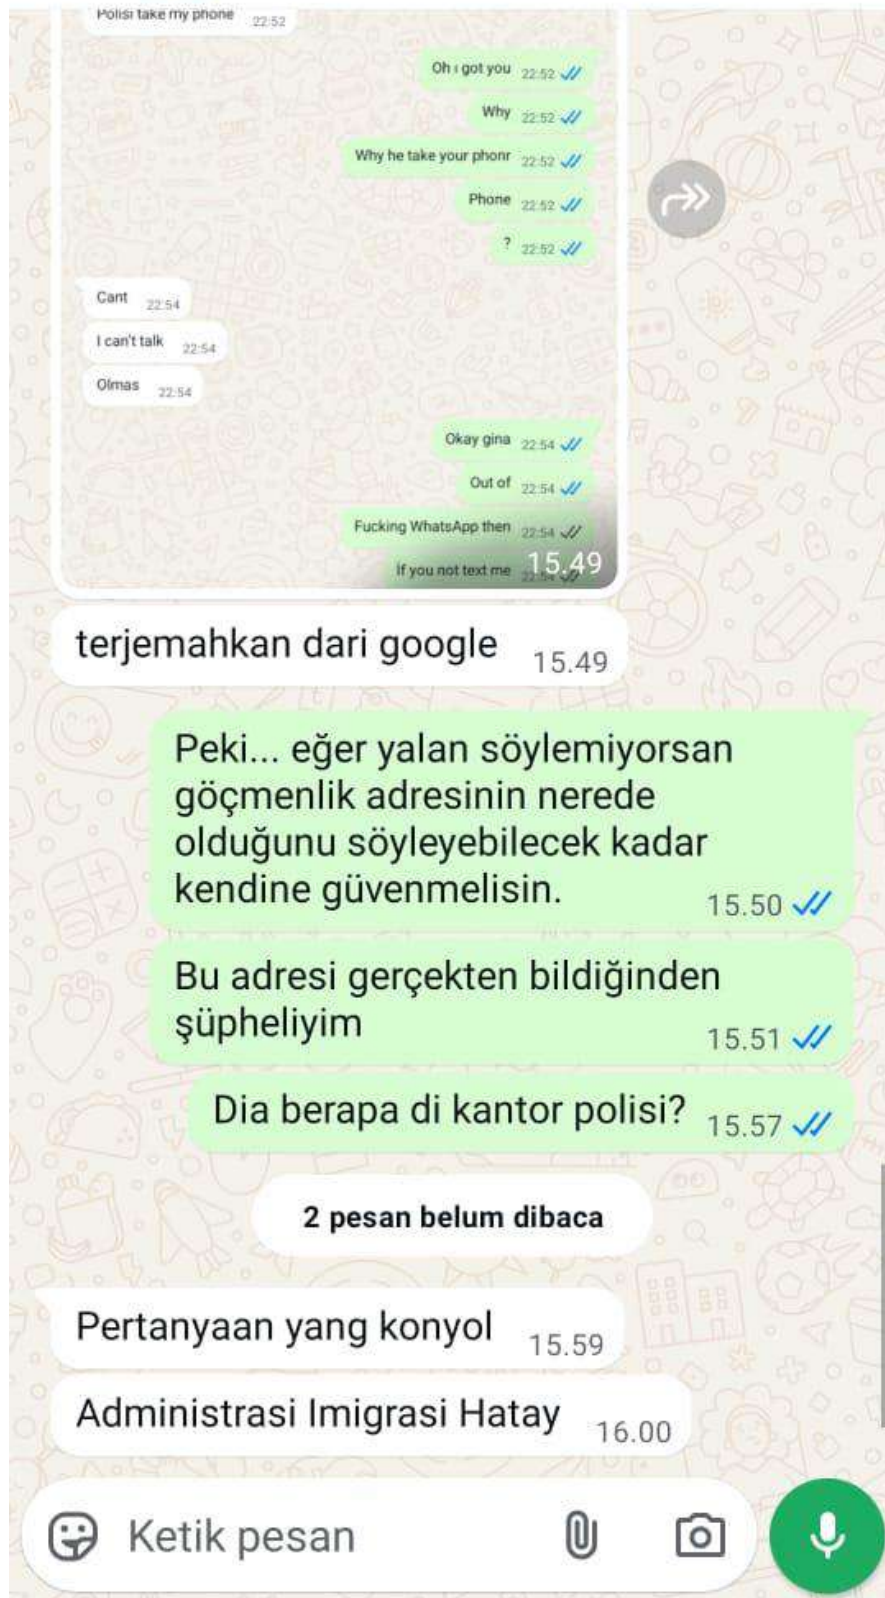 Polisi take my phone 22:52
Oh i got you 22:52
Why 22:52
Why he take your phonr 22:52
Phone 22:52
? 22:52
Cant 22:54
I can't talk 22:54
Olmas 22:54
Okay gina 22:54
Out of 22:54
Fucking WhatsApp then 22:54
If you not text me 22:54
15.49
terjemahkan dari google 15.49
Peki... eğer yalan söylemiyorsan
göçmenlik adresinin nerede
olduğunu söyleyebilecek kadar
kendine güvenmelisin. 15.50
Bu adresi gerçekten bildiğinden
şüpheliyim 15.51
Dia berapa di kantor polisi? 15.57
2 pesan belum dibaca
Pertanyaan yang konyol 15.59
Administrasi Imigrasi Hatay 16.00
Ketik pesan